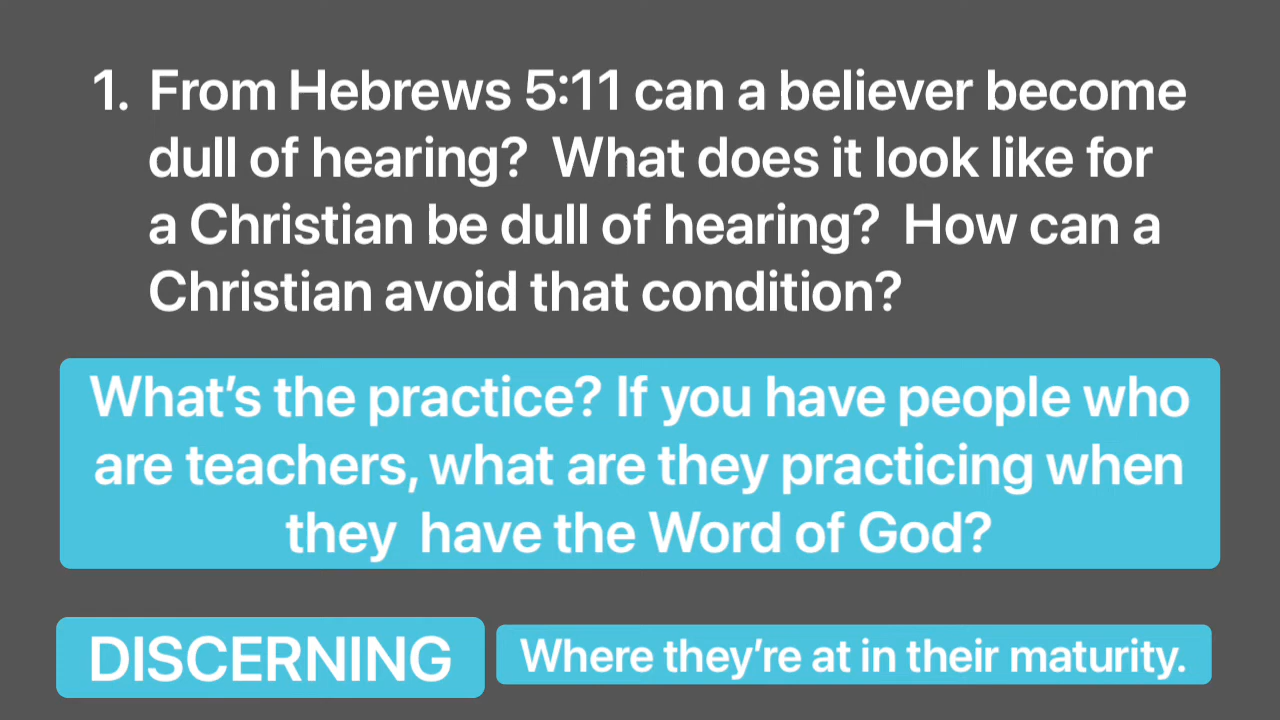 1. From Hebrews 5:11 can a believer become
dull of hearing?  What does it look like for
a Christian be dull of hearing?  How can a
Christian avoid that condition?
What’s the practice? If you have people who
are teachers, what are they practicing when
they  have the Word of God?
DISCERNING
Where they’re at in their maturity.